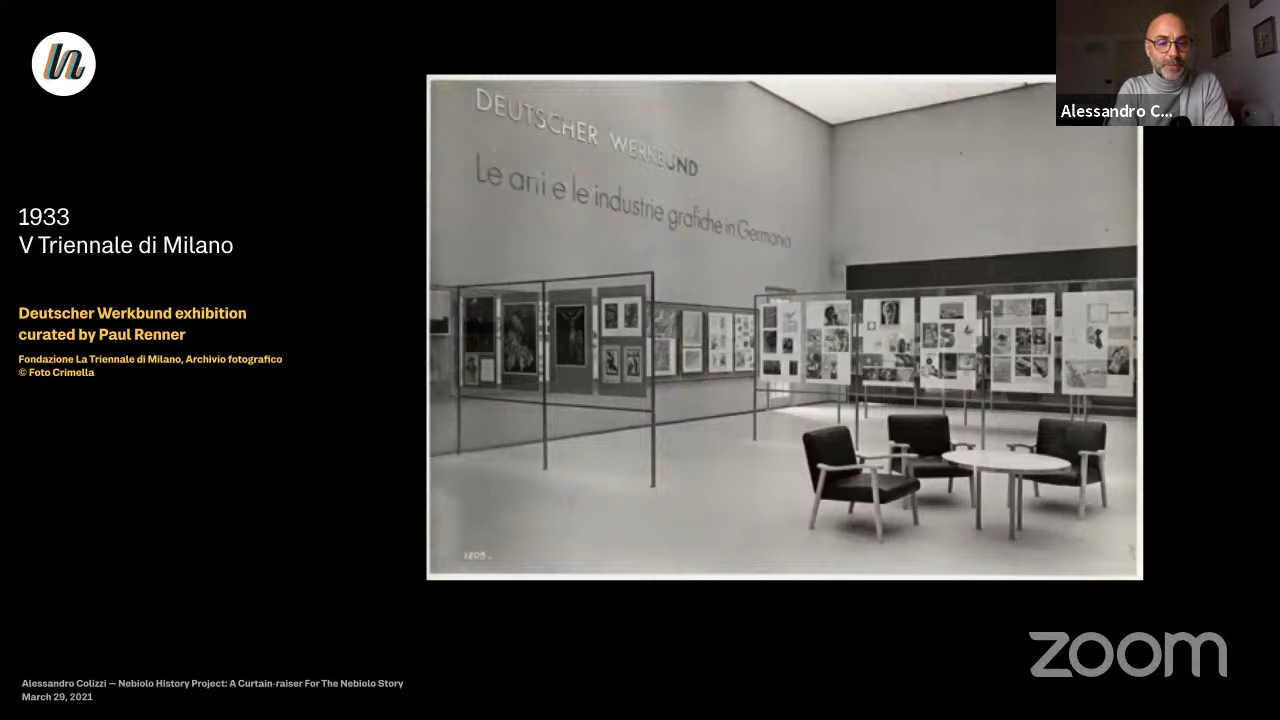 1933
V Triennale di Milano
Deutscher Werkbund exhibition
curated by Paul Renner
Fondazione La Triennale di Milano, Archivio fotografico
© Foto Crimella
DEUTSCHER WERKBUND
Le arti e le industrie grafiche in Germania
S
1209.
Alessandro C...
zoom
Alessandro Colizzi — Nebiolo History Project: A Curtain-raiser For The Nebiolo Story
March 29, 2021